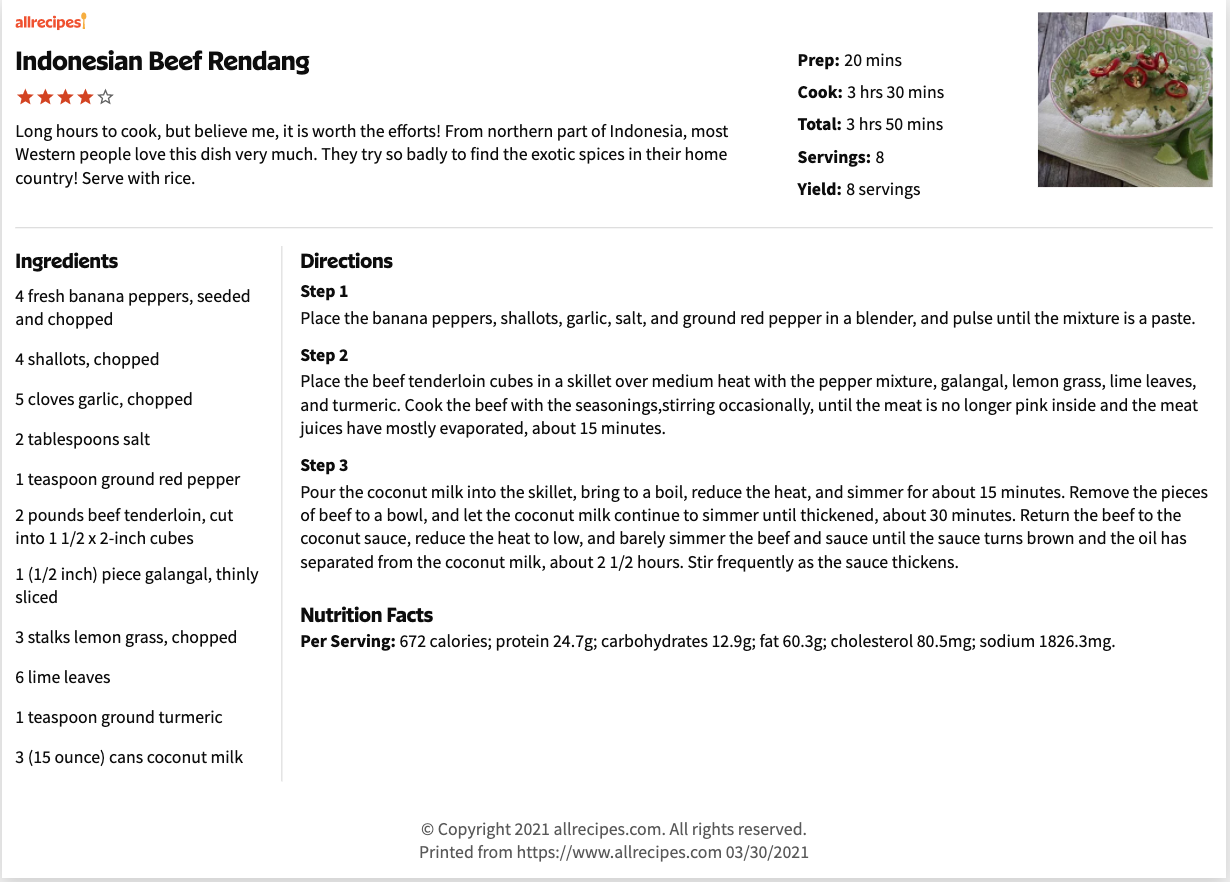 allrecipes
Indonesian Beef Rendang
Long hours to cook, but believe me, it is worth the efforts! From northern part of Indonesia, most
Western people love this dish very much. They try so badly to find the exotic spices in their home
country! Serve with rice.
Prep: 20 mins
Cook: 3 hrs 30 mins
Total: 3 hrs 50 mins
Servings: 8
Yield: 8 servings
Ingredients
4 fresh banana peppers, seeded
and chopped
4 shallots, chopped
5 cloves garlic, chopped
2 tablespoons salt
1 teaspoon ground red pepper
2 pounds beef tenderloin, cut
into 1 1/2 x 2-inch cubes
1 (1/2 inch) piece galangal, thinly
sliced
3 stalks lemon grass, chopped
6 lime leaves
1 teaspoon ground turmeric
3 (15 ounce) cans coconut milk
Directions
Step 1
Place the banana peppers, shallots, garlic, salt, and ground red pepper in a blender, and pulse until the mixture is a paste.
Step 2
Place the beef tenderloin cubes in a skillet over medium heat with the pepper mixture, galangal, lemon grass, lime leaves,
and turmeric. Cook the beef with the seasonings,stirring occasionally, until the meat is no longer pink inside and the meat
juices have mostly evaporated, about 15 minutes.
Step 3
Pour the coconut milk into the skillet, bring to a boil, reduce the heat, and simmer for about 15 minutes. Remove the pieces
of beef to a bowl, and let the coconut milk continue to simmer until thickened, about 30 minutes. Return the beef to the
coconut sauce, reduce the heat to low, and barely simmer the beef and sauce until the sauce turns brown and the oil has
separated from the coconut milk, about 2 1/2 hours. Stir frequently as the sauce thickens.
Nutrition Facts
Per Serving: 672 calories; protein 24.7g; carbohydrates 12.9g; fat 60.3g; cholesterol 80.5mg; sodium 1826.3mg.
© Copyright 2021 allrecipes.com. All rights reserved.
Printed from https://www.allrecipes.com 03/30/2021